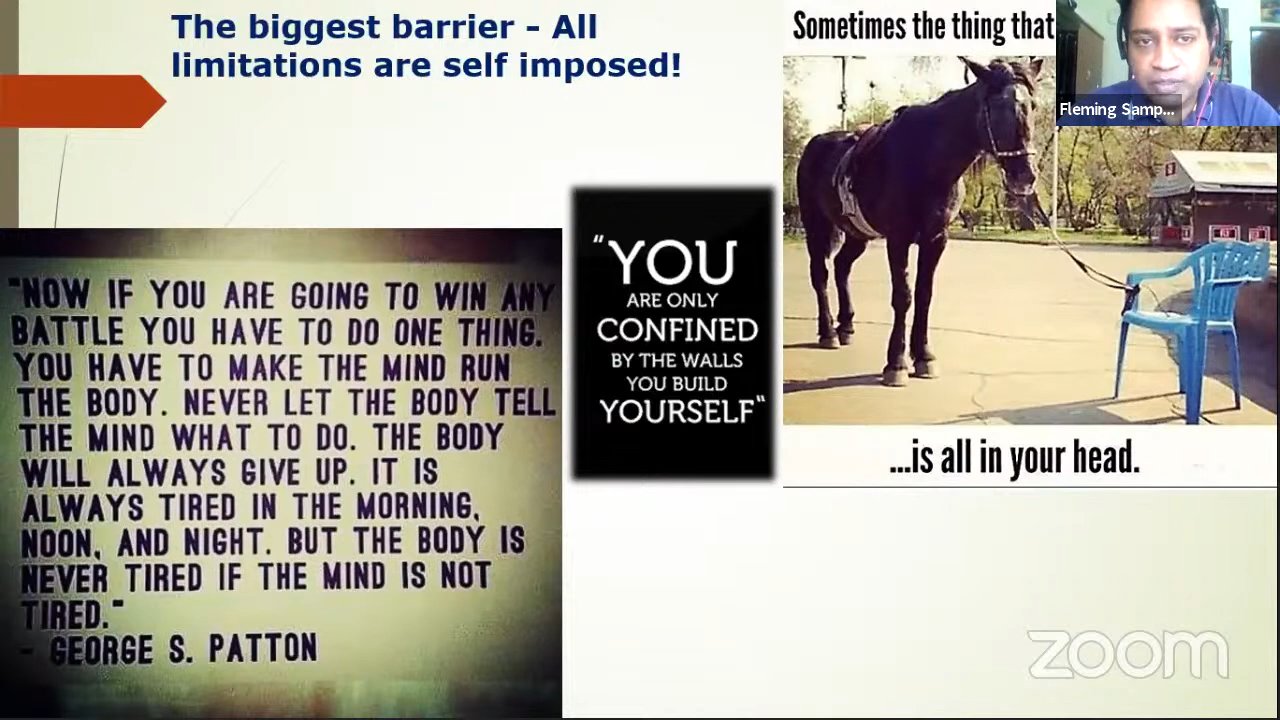 The biggest barrier - All
limitations are self imposed!
"NOW IF YOU ARE GOING TO WIN ANY
BATTLE YOU HAVE TO DO ONE THING.
YOU HAVE TO MAKE THE MIND RUN
THE BODY. NEVER LET THE BODY TELL
THE MIND WHAT TO DO. THE BODY
WILL ALWAYS GIVE UP. IT IS
ALWAYS TIRED IN THE MORNING,
NOON, AND NIGHT. BUT THE BODY IS
NEVER TIRED IF THE MIND IS NOT
TIRED."
- GEORGE S. PATTON
"YOU
ARE ONLY
CONFINED
BY THE WALLS
YOU BUILD
YOURSELF"
Sometimes the thing that
...is all in your head.
Fleming Samp...
zoom